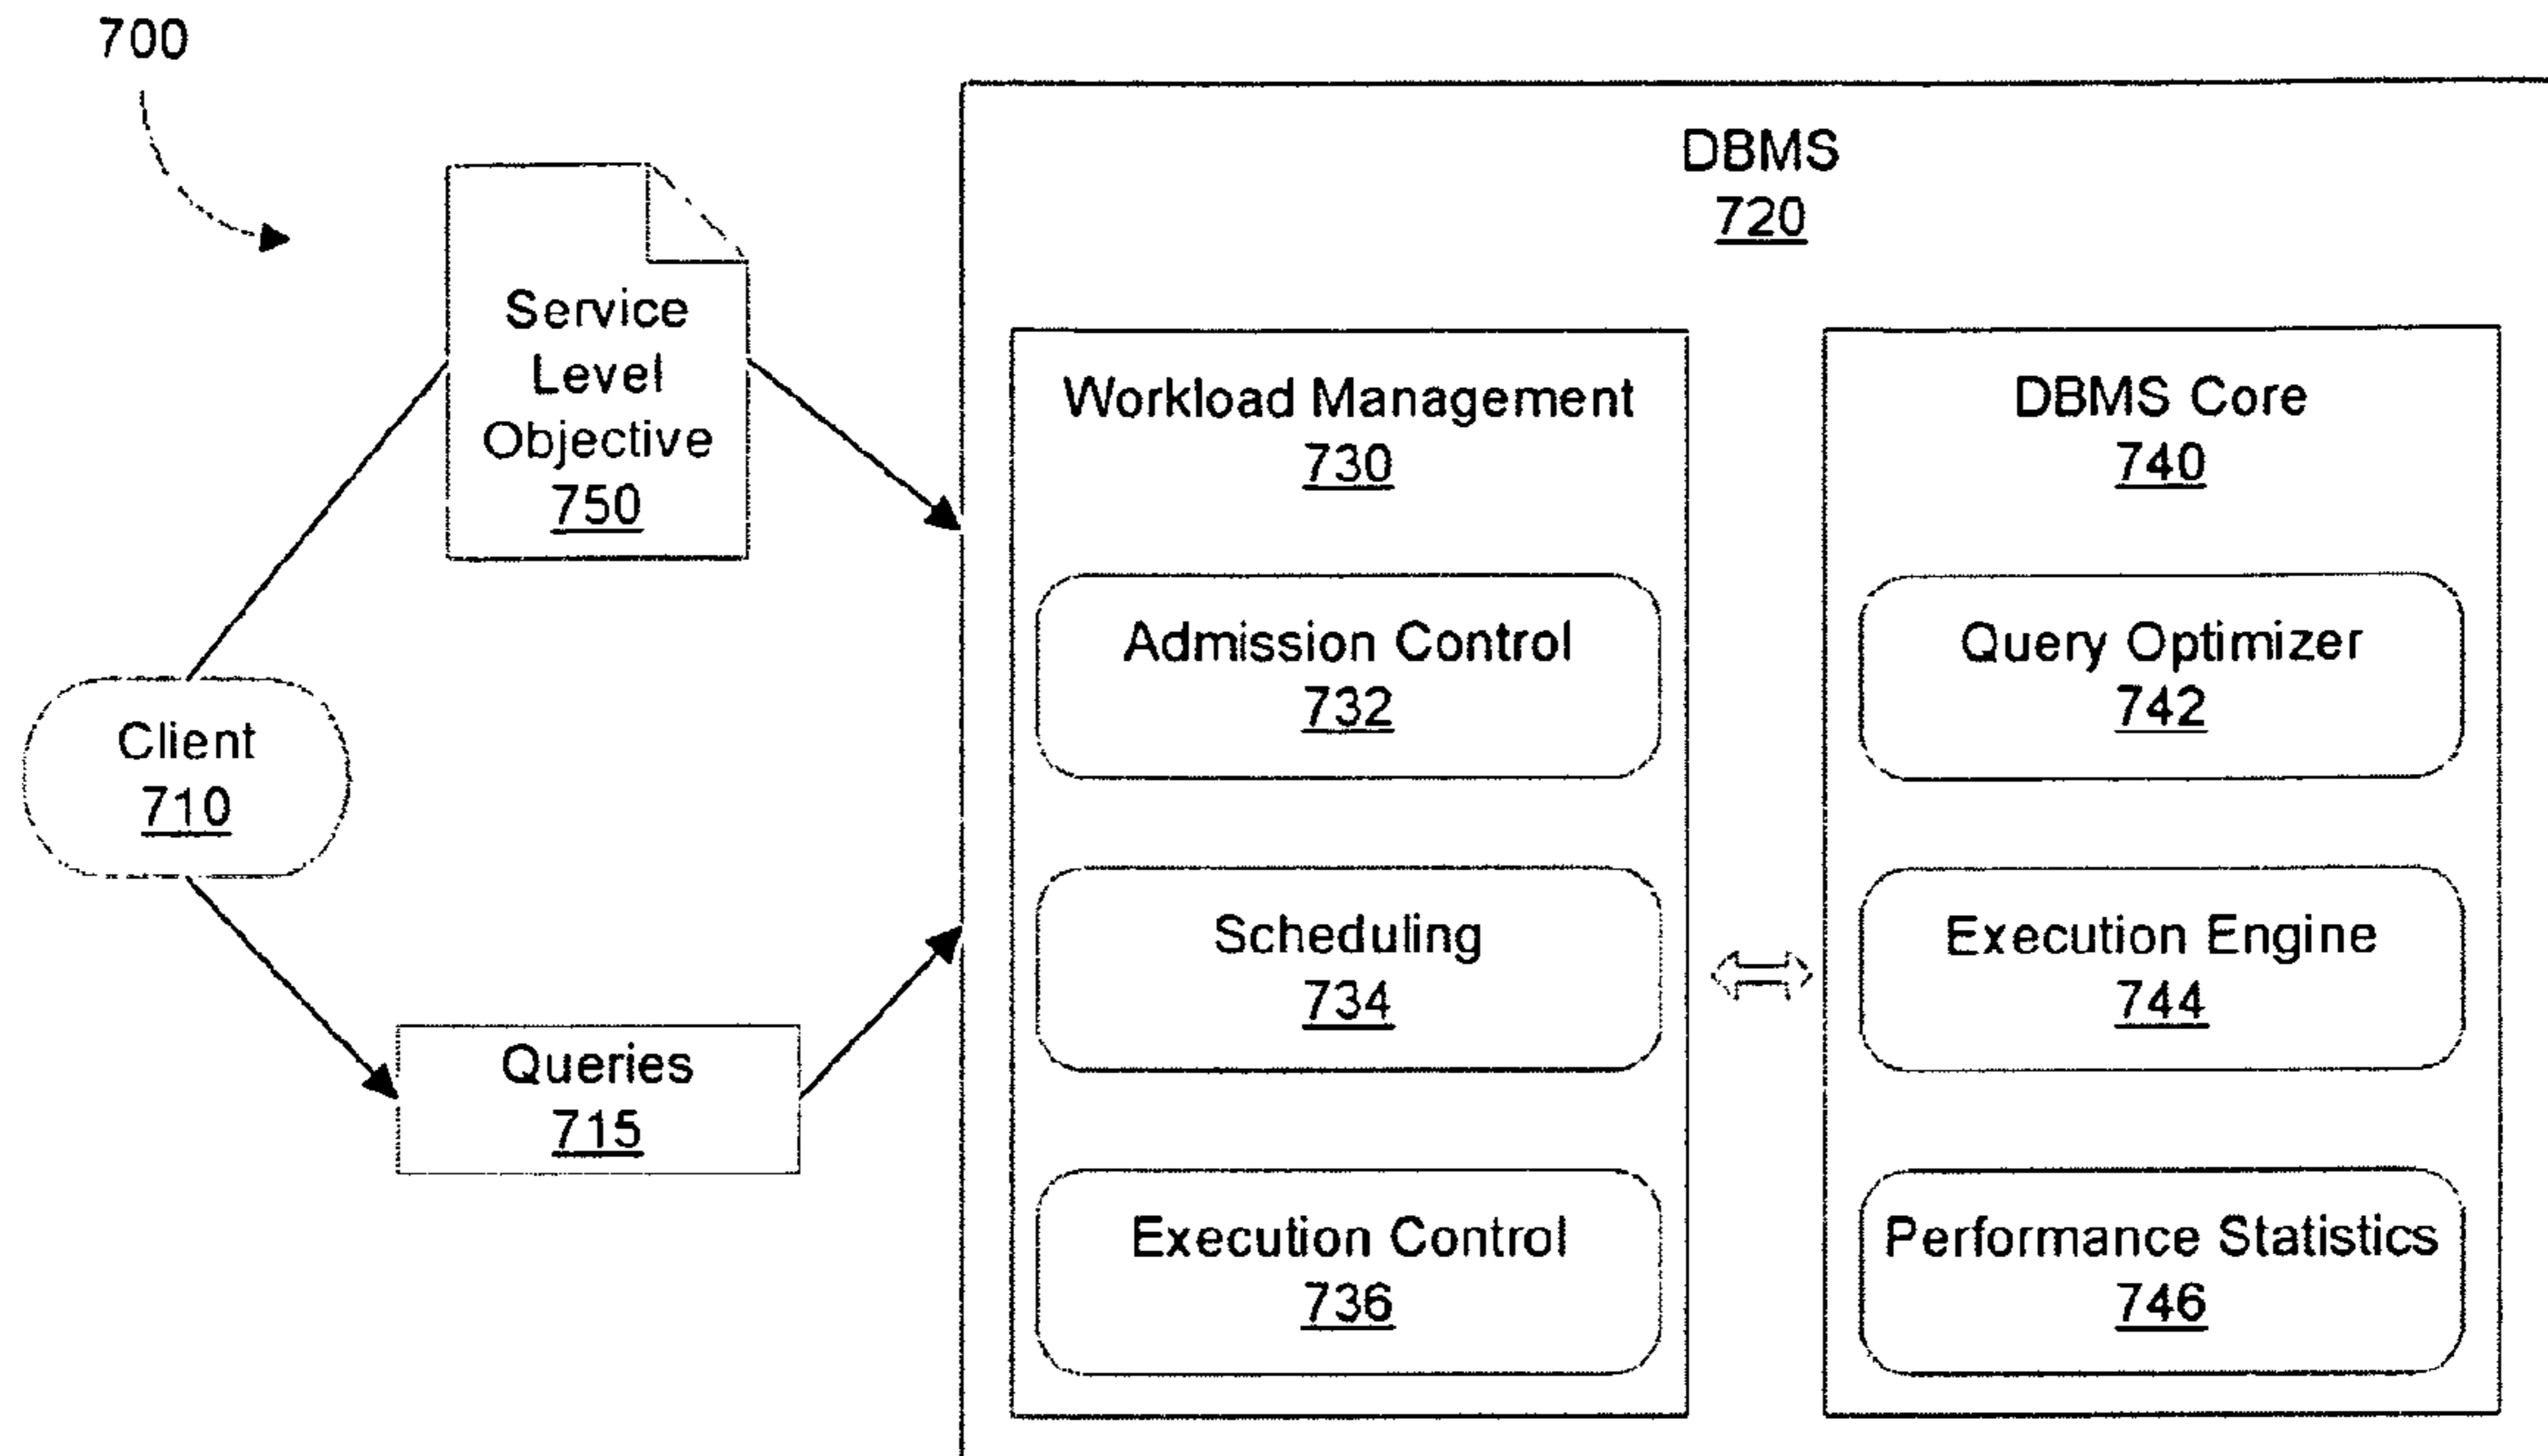 700
Service
Level
Objective
750
Client
710
Queries
715
DBMS
720
Workload Management
730
Admission Control
732
Scheduling
734
Execution Control
736
DBMS Core
740
Query Optimizer
742
Execution Engine
744
Performance Statistics
746